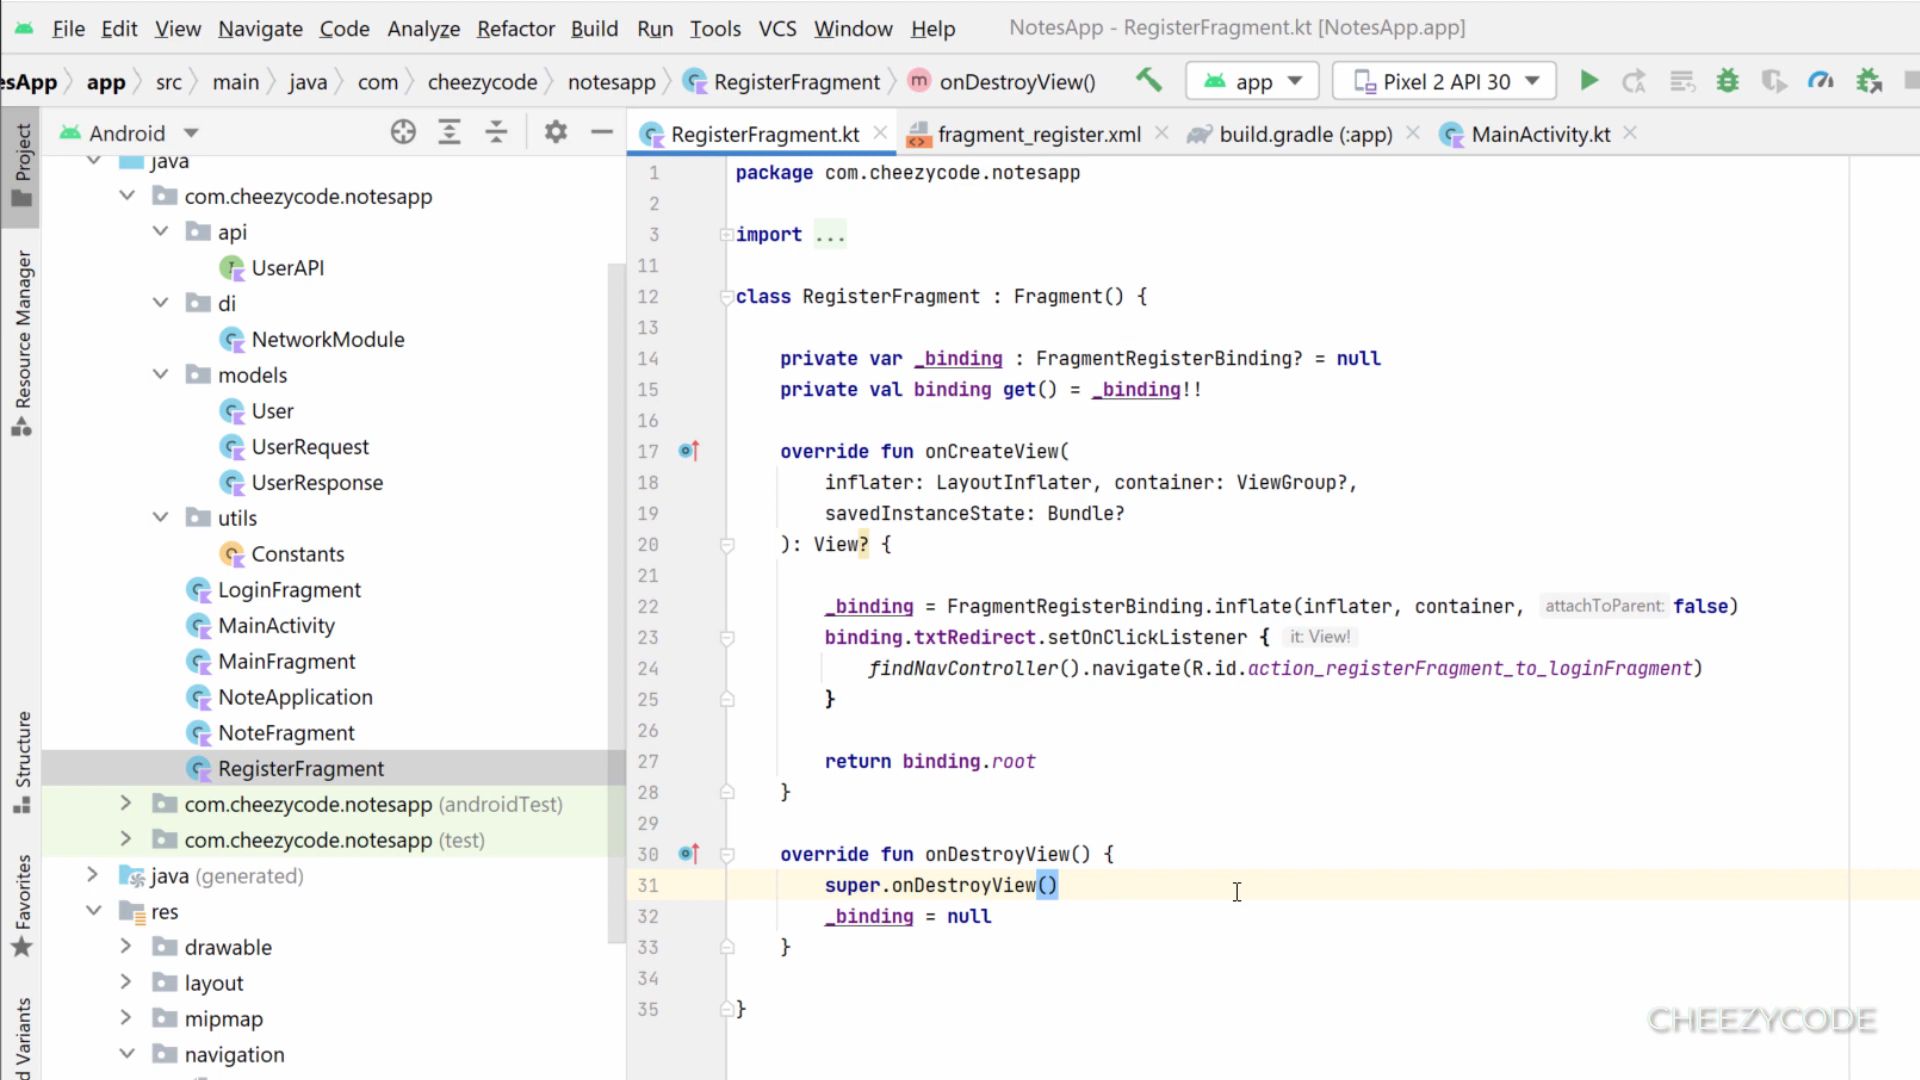 File Edit View Navigate Code Analyze Refactor Build Run Tools VCS Window Help NotesApp - RegisterFragment.kt [NotesApp.app]
esApp app src main java com cheezycode notesapp RegisterFragment onDestroyView() app Pixel 2 API 30
Project
Resource Manager
Structure
Favorites
d Variants
Android
java
com.cheezycode.notesapp
api
UserAPI
di
NetworkModule
models
User
UserRequest
UserResponse
utils
Constants
LoginFragment
MainActivity
MainFragment
NoteApplication
NoteFragment
RegisterFragment
com.cheezycode.notesapp (androidTest)
com.cheezycode.notesapp (test)
java (generated)
res
drawable
layout
mipmap
navigation
RegisterFragment.kt fragment_register.xml build.gradle (:app) MainActivity.kt
1 package com.cheezycode.notesapp
2
3 import ...
11
12 class RegisterFragment : Fragment() {
13
14 private var _binding : FragmentRegisterBinding? = null
15 private val binding get() = _binding!!
16
17 override fun onCreateView(
18 inflater: LayoutInflater, container: ViewGroup?,
19 savedInstanceState: Bundle?
20 ): View? {
21
22 _binding = FragmentRegisterBinding.inflate(inflater, container, attachToParent: false)
23 binding.txtRedirect.setOnClickListener { it: View!
24 findNavController().navigate(R.id.action_registerFragment_to_loginFragment)
25 }
26
27 return binding.root
28 }
29
30 override fun onDestroyView() {
31 super.onDestroyView()
32 _binding = null
33 }
34
35 }
CHEEZYCODE